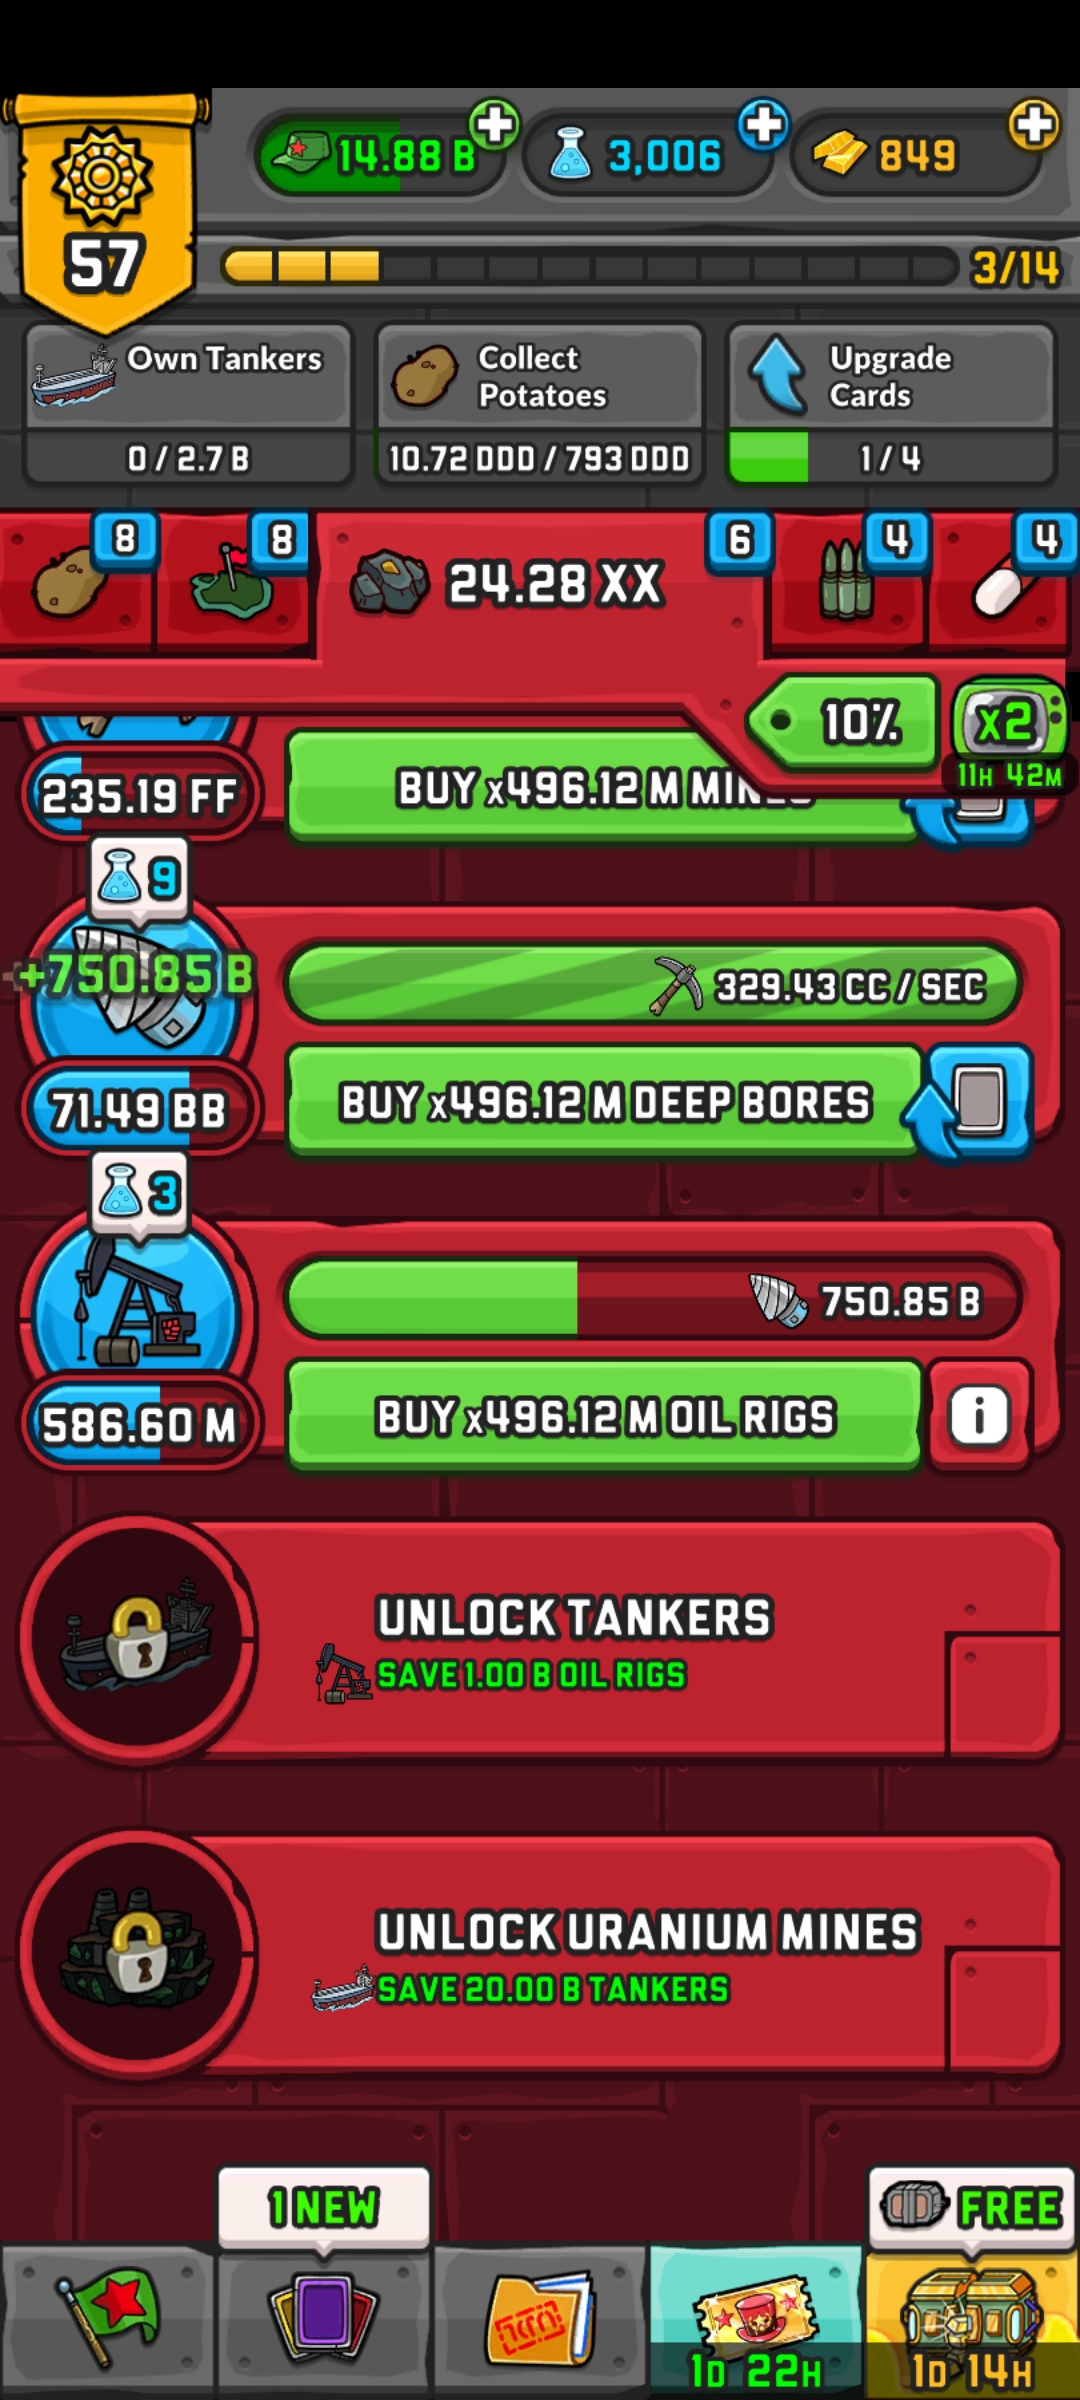 14.88 B
3,006
849
57
3/14
Own Tankers
0 / 2.7 B
Collect
Potatoes
10.72 DDD / 793 DDD
Upgrade
Cards
1 / 4
8
8
24.28 XX
6
4
4
10%
x2
11H 42M
235.19 FF
BUY x496.12 M
9
+750.85 B
329.43 CC / SEC
71.49 BB
BUY x496.12 M DEEP BORES
3
750.85 B
586.60 M
BUY x496.12 M OIL RIGS
i
UNLOCK TANKERS
SAVE 1.00 B OIL RIGS
UNLOCK URANIUM MINES
SAVE 20.00 B TANKERS
1 NEW
FREE
1D 22H
1D 14H